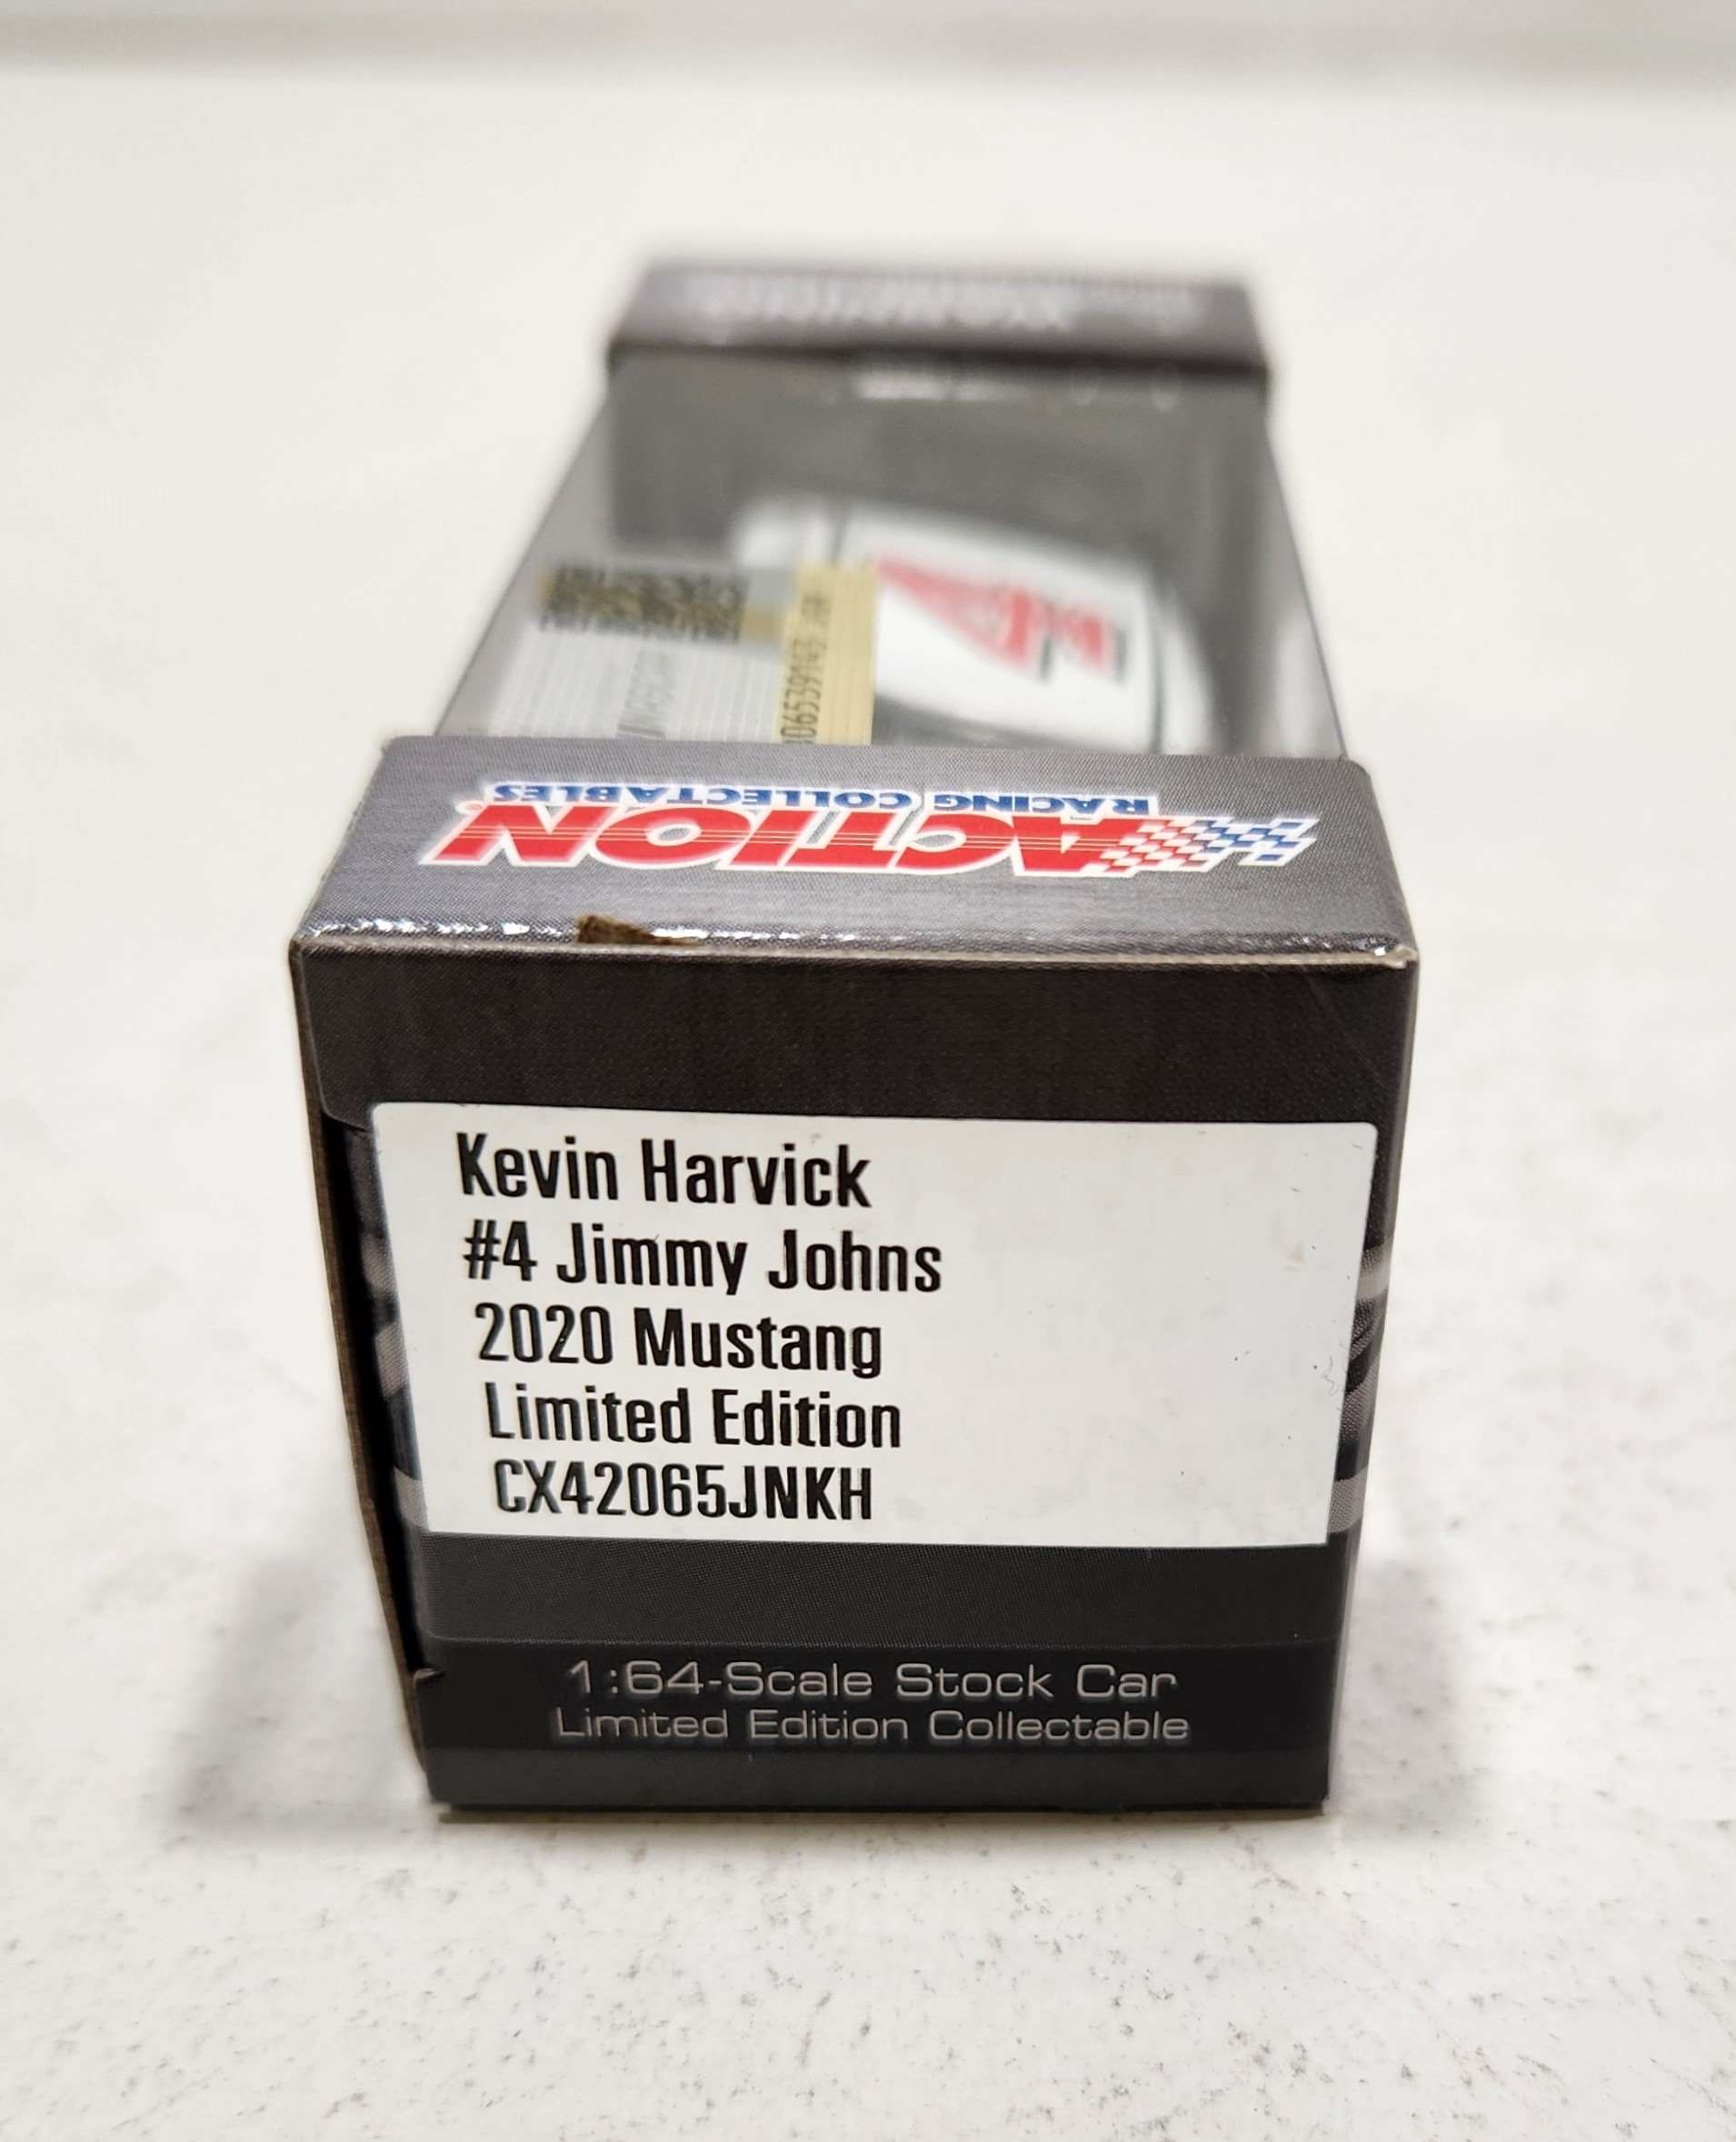 NASCAR
ACTION
RACING COLLECTABLES
Kevin Harvick
#4 Jimmy Johns
2020 Mustang
Limited Edition
CX42065JNKH
1:64-Scale Stock Car
Limited Edition Collectable